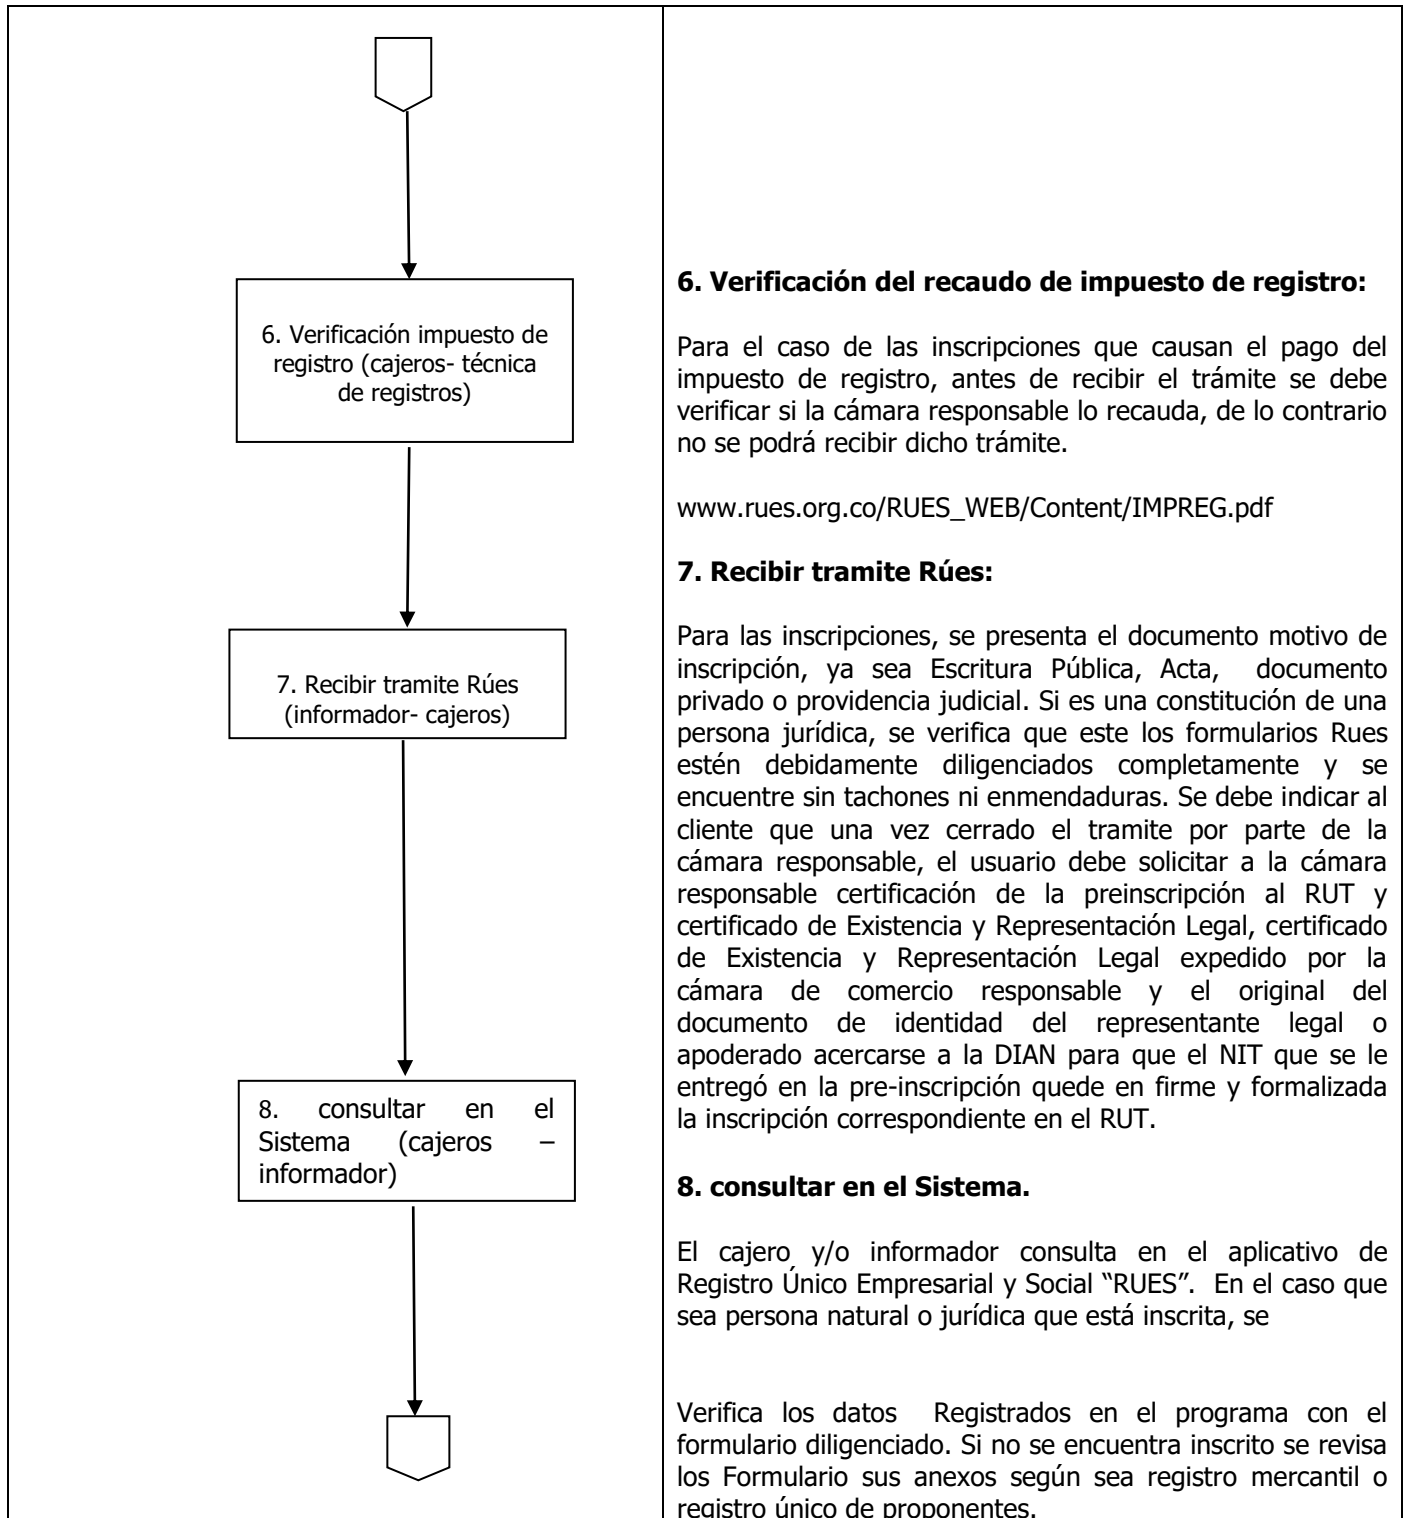 6. Verificación impuesto de
registro (cajeros- técnica
de registros)
7. Recibir tramite Rúes
(informador- cajeros)
8. consultar en el
Sistema (cajeros –
informador)
6. Verificación del recaudo de impuesto de registro:
Para el caso de las inscripciones que causan el pago del
impuesto de registro, antes de recibir el trámite se debe
verificar si la cámara responsable lo recauda, de lo contrario
no se podrá recibir dicho trámite.
www.rues.org.co/RUES_WEB/Content/IMPREG.pdf
7. Recibir tramite Rúes:
Para las inscripciones, se presenta el documento motivo de
inscripción, ya sea Escritura Pública, Acta, documento
privado o providencia judicial. Si es una constitución de una
persona jurídica, se verifica que este los formularios Rues
estén debidamente diligenciados completamente y se
encuentre sin tachones ni enmendaduras. Se debe indicar al
cliente que una vez cerrado el tramite por parte de la
cámara responsable, el usuario debe solicitar a la cámara
responsable certificación de la preinscripción al RUT y
certificado de Existencia y Representación Legal, certificado
de Existencia y Representación Legal expedido por la
cámara de comercio responsable y el original del
documento de identidad del representante legal o
apoderado acercarse a la DIAN para que el NIT que se le
entregó en la pre-inscripción quede en firme y formalizada
la inscripción correspondiente en el RUT.
8. consultar en el Sistema.
El cajero y/o informador consulta en el aplicativo de
Registro Único Empresarial y Social “RUES”. En el caso que
sea persona natural o jurídica que está inscrita, se
Verifica los datos Registrados en el programa con el
formulario diligenciado. Si no se encuentra inscrito se revisa
los Formulario sus anexos según sea registro mercantil o
registro único de proponentes.